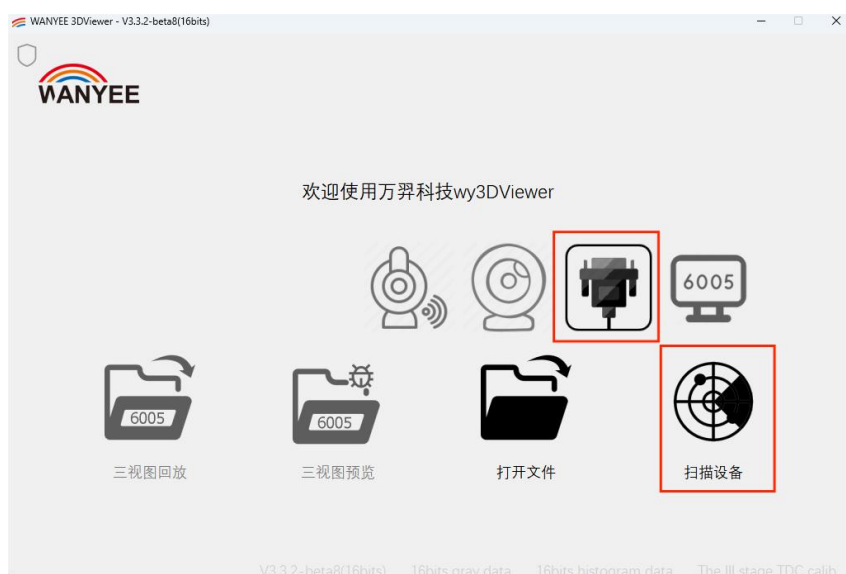 WANYEE 3DViewer - V3.3.2-beta8(16bits)
WANYEE
欢迎使用万羿科技wy3DViewer
6005
6005
6005
三视图回放
三视图预览
打开文件
扫描设备
V3.3.2-beta8(16bits) 16bits gray data 16bits histogram data The III stage TDC calib